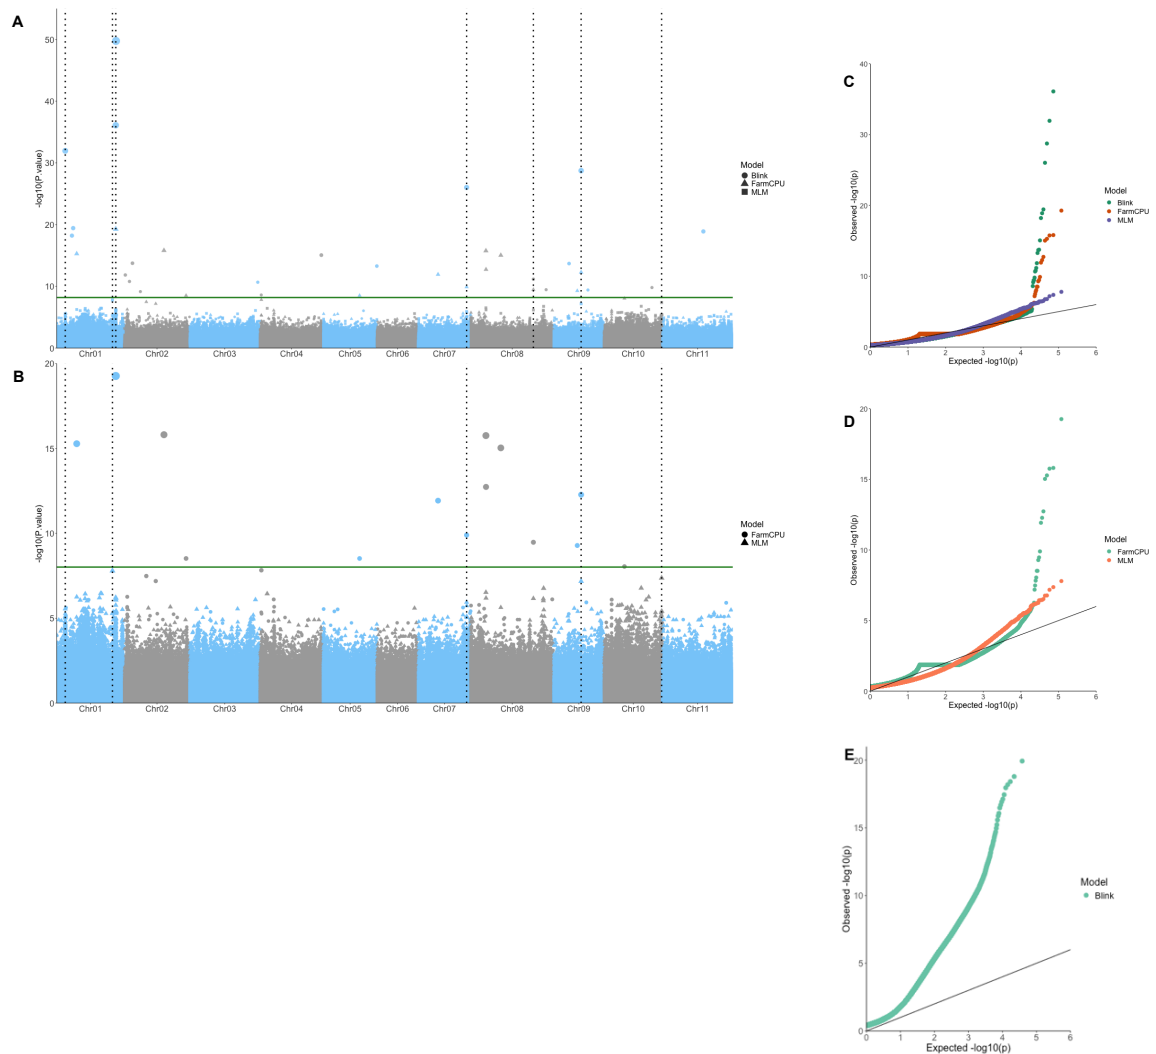 A
50
40
30
20
10
5
0
-log10(P.value)
Chr01 Chr02 Chr03 Chr04 Chr05 Chr06 Chr07 Chr08 Chr09 Chr10 Chr11
Model
Blink
FarmCPU
MLM
B
20
15
10
5
0
-log10(P.value)
Chr01 Chr02 Chr03 Chr04 Chr05 Chr06 Chr07 Chr08 Chr09 Chr10 Chr11
Model
FarmCPU
MLM
C
40
30
20
10
0
Observed -log10(p)
0 1 2 3 4 5 6
Expected -log10(p)
Model
Blink
FarmCPU
MLM
D
20
15
10
5
0
Observed -log10(p)
0 1 2 3 4 5 6
Expected -log10(p)
Model
FarmCPU
MLM
E
20
15
10
5
0
Observed -log10(p)
0 1 2 3 4 5 6
Expected -log10(p)
Model
Blink